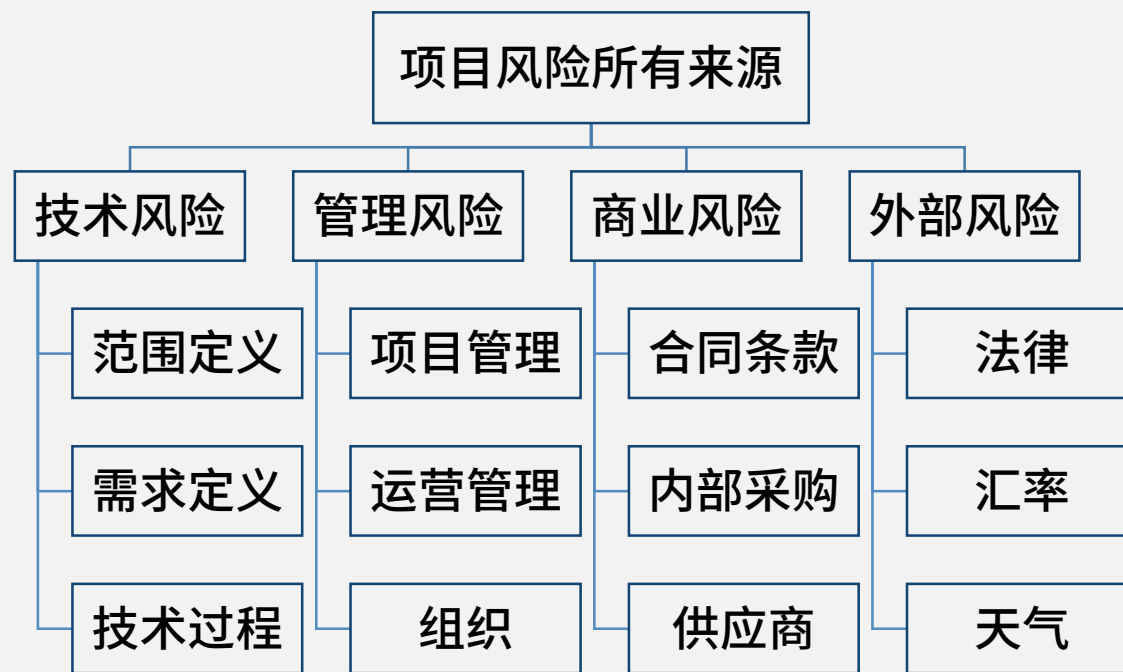 项目风险所有来源
技术风险
管理风险
商业风险
外部风险
范围定义
项目管理
合同条款
法律
需求定义
运营管理
内部采购
汇率
技术过程
组织
供应商
天气